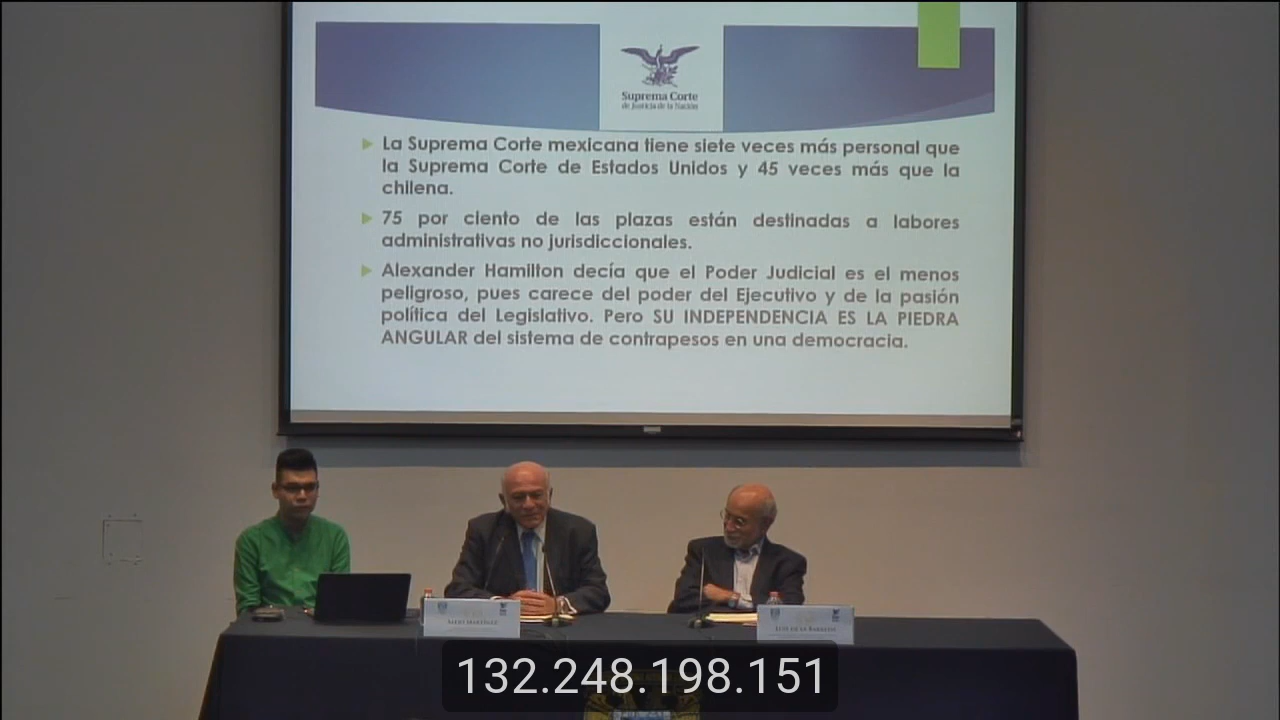 Suprema Corte
de Justicia de la Nación
La Suprema Corte mexicana tiene siete veces más personal que
la Suprema Corte de Estados Unidos y 45 veces más que la
chilena.
75 por ciento de las plazas están destinadas a labores
administrativas no jurisdiccionales.
Alexander Hamilton decía que el Poder Judicial es el menos
peligroso, pues carece del poder del Ejecutivo y de la pasión
política del Legislativo. Pero SU INDEPENDENCIA ES LA PIEDRA
ANGULAR del sistema de contrapesos en una democracia.
132.248.198.151